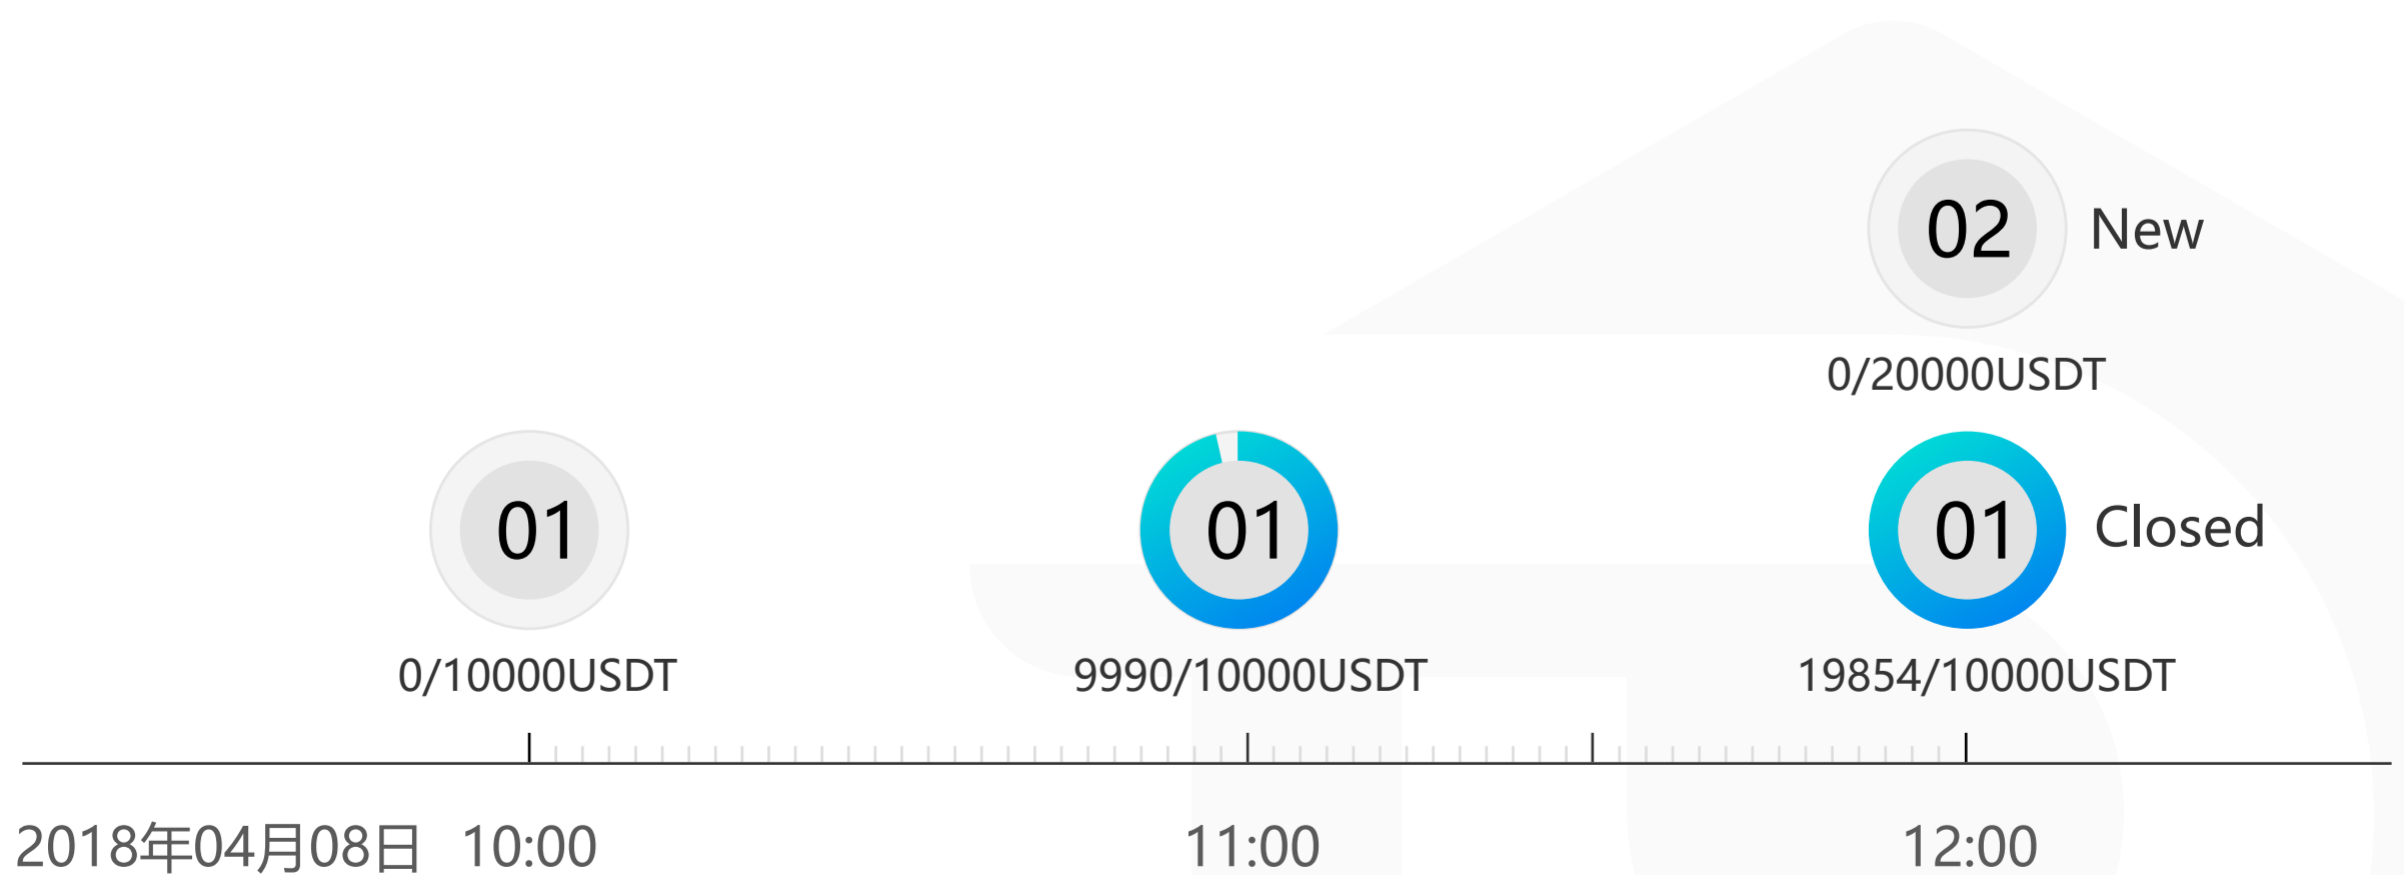 02 New
0/20000USDT
01 01 01 Closed
0/10000USDT 9990/10000USDT 19854/10000USDT
2018年04月08日 10:00 11:00 12:00